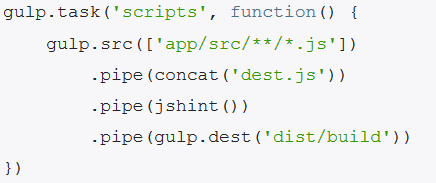 gulp.task('scripts', function() {
    gulp.src(['app/src/**/*.js'])
        .pipe(concat('dest.js'))
        .pipe(jshint())
        .pipe(gulp.dest('dist/build'))
})